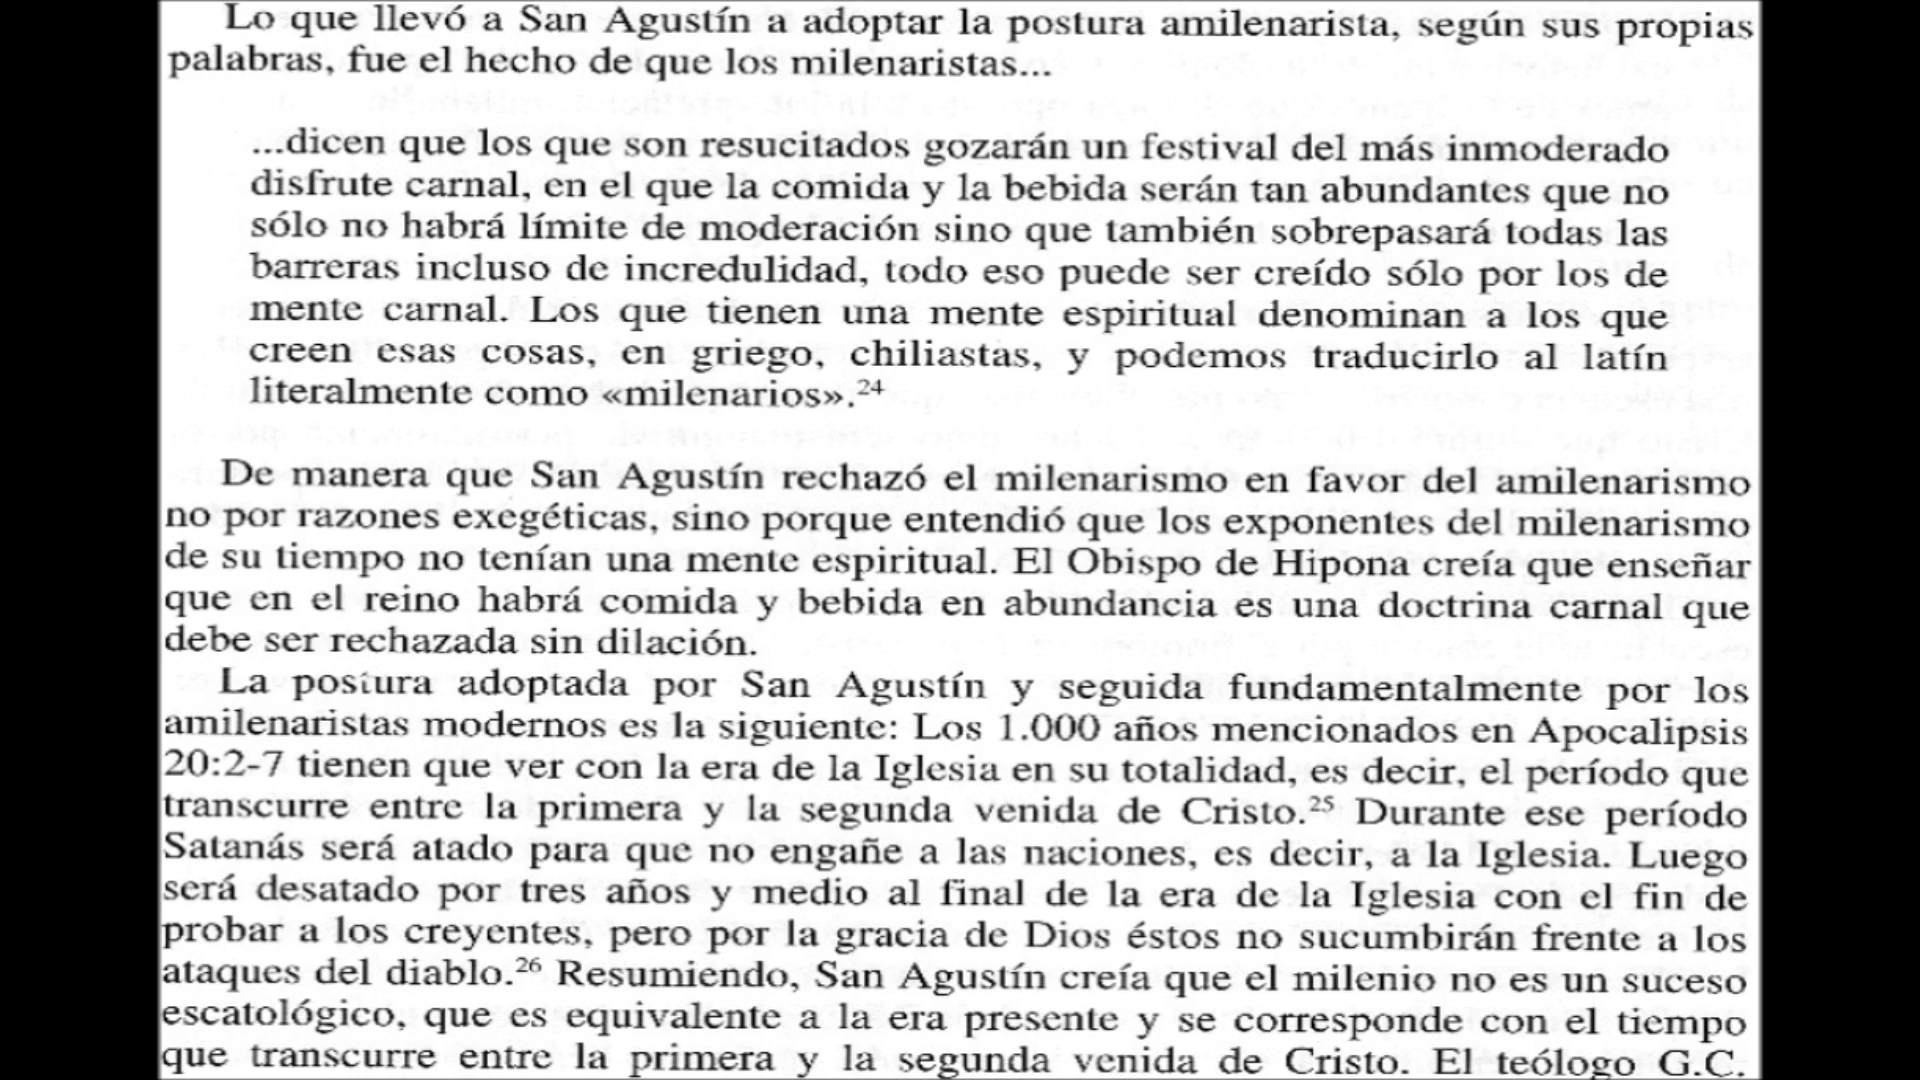 Lo que llevó a San Agustín a adoptar la postura amilenarista, según sus propias
palabras, fue el hecho de que los milenaristas...
...dicen que los que son resucitados gozarán un festival del más inmoderado
disfrute carnal, en el que la comida y la bebida serán tan abundantes que no
sólo no habrá límite de moderación sino que también sobrepasará todas las
barreras incluso de incredulidad, todo eso puede ser creído sólo por los de
mente carnal. Los que tienen una mente espiritual denominan a los que
creen esas cosas, en griego, chiliastas, y podemos traducirlo al latín
literalmente como «milenarios».²⁴
De manera que San Agustín rechazó el milenarismo en favor del amilenarismo
no por razones exegéticas, sino porque entendió que los exponentes del milenarismo
de su tiempo no tenían una mente espiritual. El Obispo de Hipona creía que enseñar
que en el reino habrá comida y bebida en abundancia es una doctrina carnal que
debe ser rechazada sin dilación.
La postura adoptada por San Agustín y seguida fundamentalmente por los
amilenaristas modernos es la siguiente: Los 1.000 años mencionados en Apocalipsis
20:2-7 tienen que ver con la era de la Iglesia en su totalidad, es decir, el período que
transcurre entre la primera y la segunda venida de Cristo.²⁵ Durante ese período
Satanás será atado para que no engañe a las naciones, es decir, a la Iglesia. Luego
será desatado por tres años y medio al final de la era de la Iglesia con el fin de
probar a los creyentes, pero por la gracia de Dios éstos no sucumbirán frente a los
ataques del diablo.²⁶ Resumiendo, San Agustín creía que el milenio no es un suceso
escatológico, que es equivalente a la era presente y se corresponde con el tiempo
que transcurre entre la primera y la segunda venida de Cristo. El teólogo G.C.